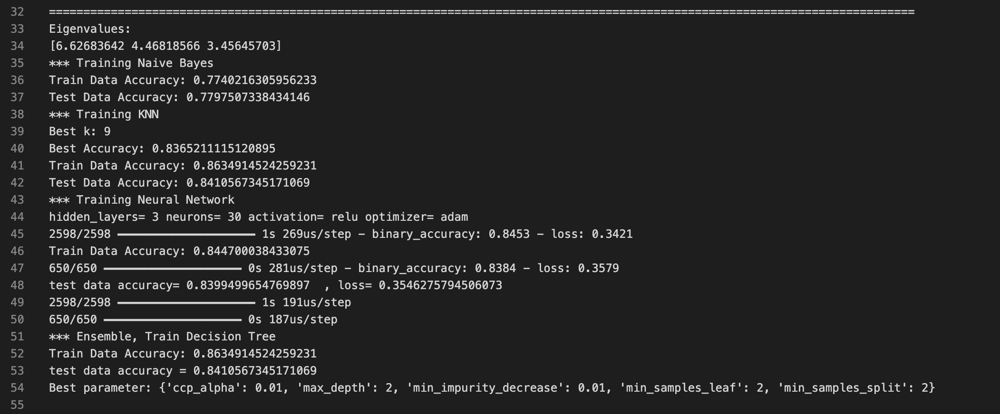 32 ==============================================================================================================================
33 Eigenvalues:
34 [6.62683642 4.46818566 3.45645703]
35 *** Training Naive Bayes
36 Train Data Accuracy: 0.7740216305956233
37 Test Data Accuracy: 0.7797507338434146
38 *** Training KNN
39 Best k: 9
40 Best Accuracy: 0.8365211115120895
41 Train Data Accuracy: 0.8634914524259231
42 Test Data Accuracy: 0.8410567345171069
43 *** Training Neural Network
44 hidden_layers= 3 neurons= 30 activation= relu optimizer= adam
45 2598/2598 ━━━━━━━━━━━━━━━━━━━━ 1s 269us/step - binary_accuracy: 0.8453 - loss: 0.3421
46 Train Data Accuracy: 0.844700038433075
47 650/650 ━━━━━━━━━━━━━━━━━━━━ 0s 281us/step - binary_accuracy: 0.8384 - loss: 0.3579
48 test data accuracy= 0.8399499654769897  , loss= 0.3546275794506073
49 2598/2598 ━━━━━━━━━━━━━━━━━━━━ 1s 191us/step
50 650/650 ━━━━━━━━━━━━━━━━━━━━ 0s 187us/step
51 *** Ensemble, Train Decision Tree
52 Train Data Accuracy: 0.8634914524259231
53 test data accuracy = 0.8410567345171069
54 Best parameter: {'ccp_alpha': 0.01, 'max_depth': 2, 'min_impurity_decrease': 0.01, 'min_samples_leaf': 2, 'min_samples_split': 2}
55